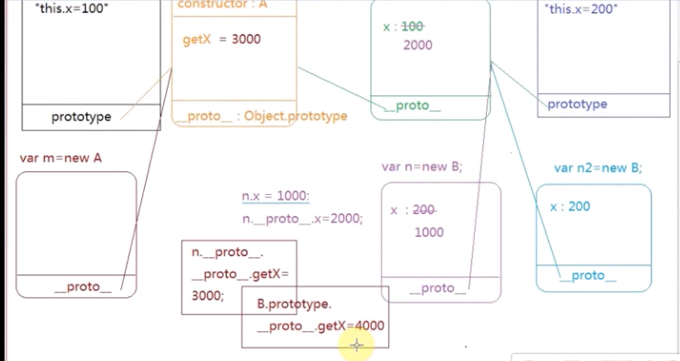 "this.x=100"
prototype
constructor : A
getX = 3000
__proto__ : Object.prototype
x : 100
2000
__proto__
"this.x=200"
prototype
var m=new A
__proto__
n.x = 1000:
n.__proto__.x=2000;
n.__proto__.
__proto__.getX=
3000;
B.prototype.
__proto__.getX=4000
var n=new B;
x : 200
1000
__proto__
var n2=new B;
x : 200
__proto__